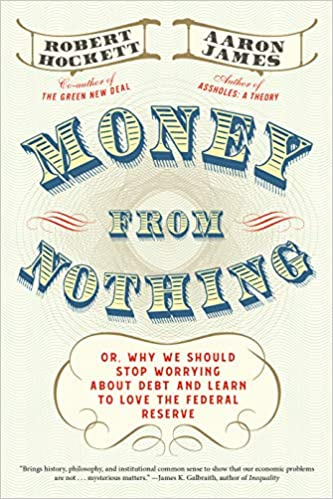 ROBERT HOCKETT
AARON JAMES
Co-author of
THE GREEN NEW DEAL
Author of
ASSHOLES: A THEORY
MONEY
FROM
NOTHING
OR, WHY WE SHOULD
STOP WORRYING
ABOUT DEBT AND LEARN
TO LOVE THE FEDERAL
RESERVE
"Brings history, philosophy, and institutional common sense to show that our economic problems
are not . . . mysterious matters."—James K. Galbraith, author of Inequality